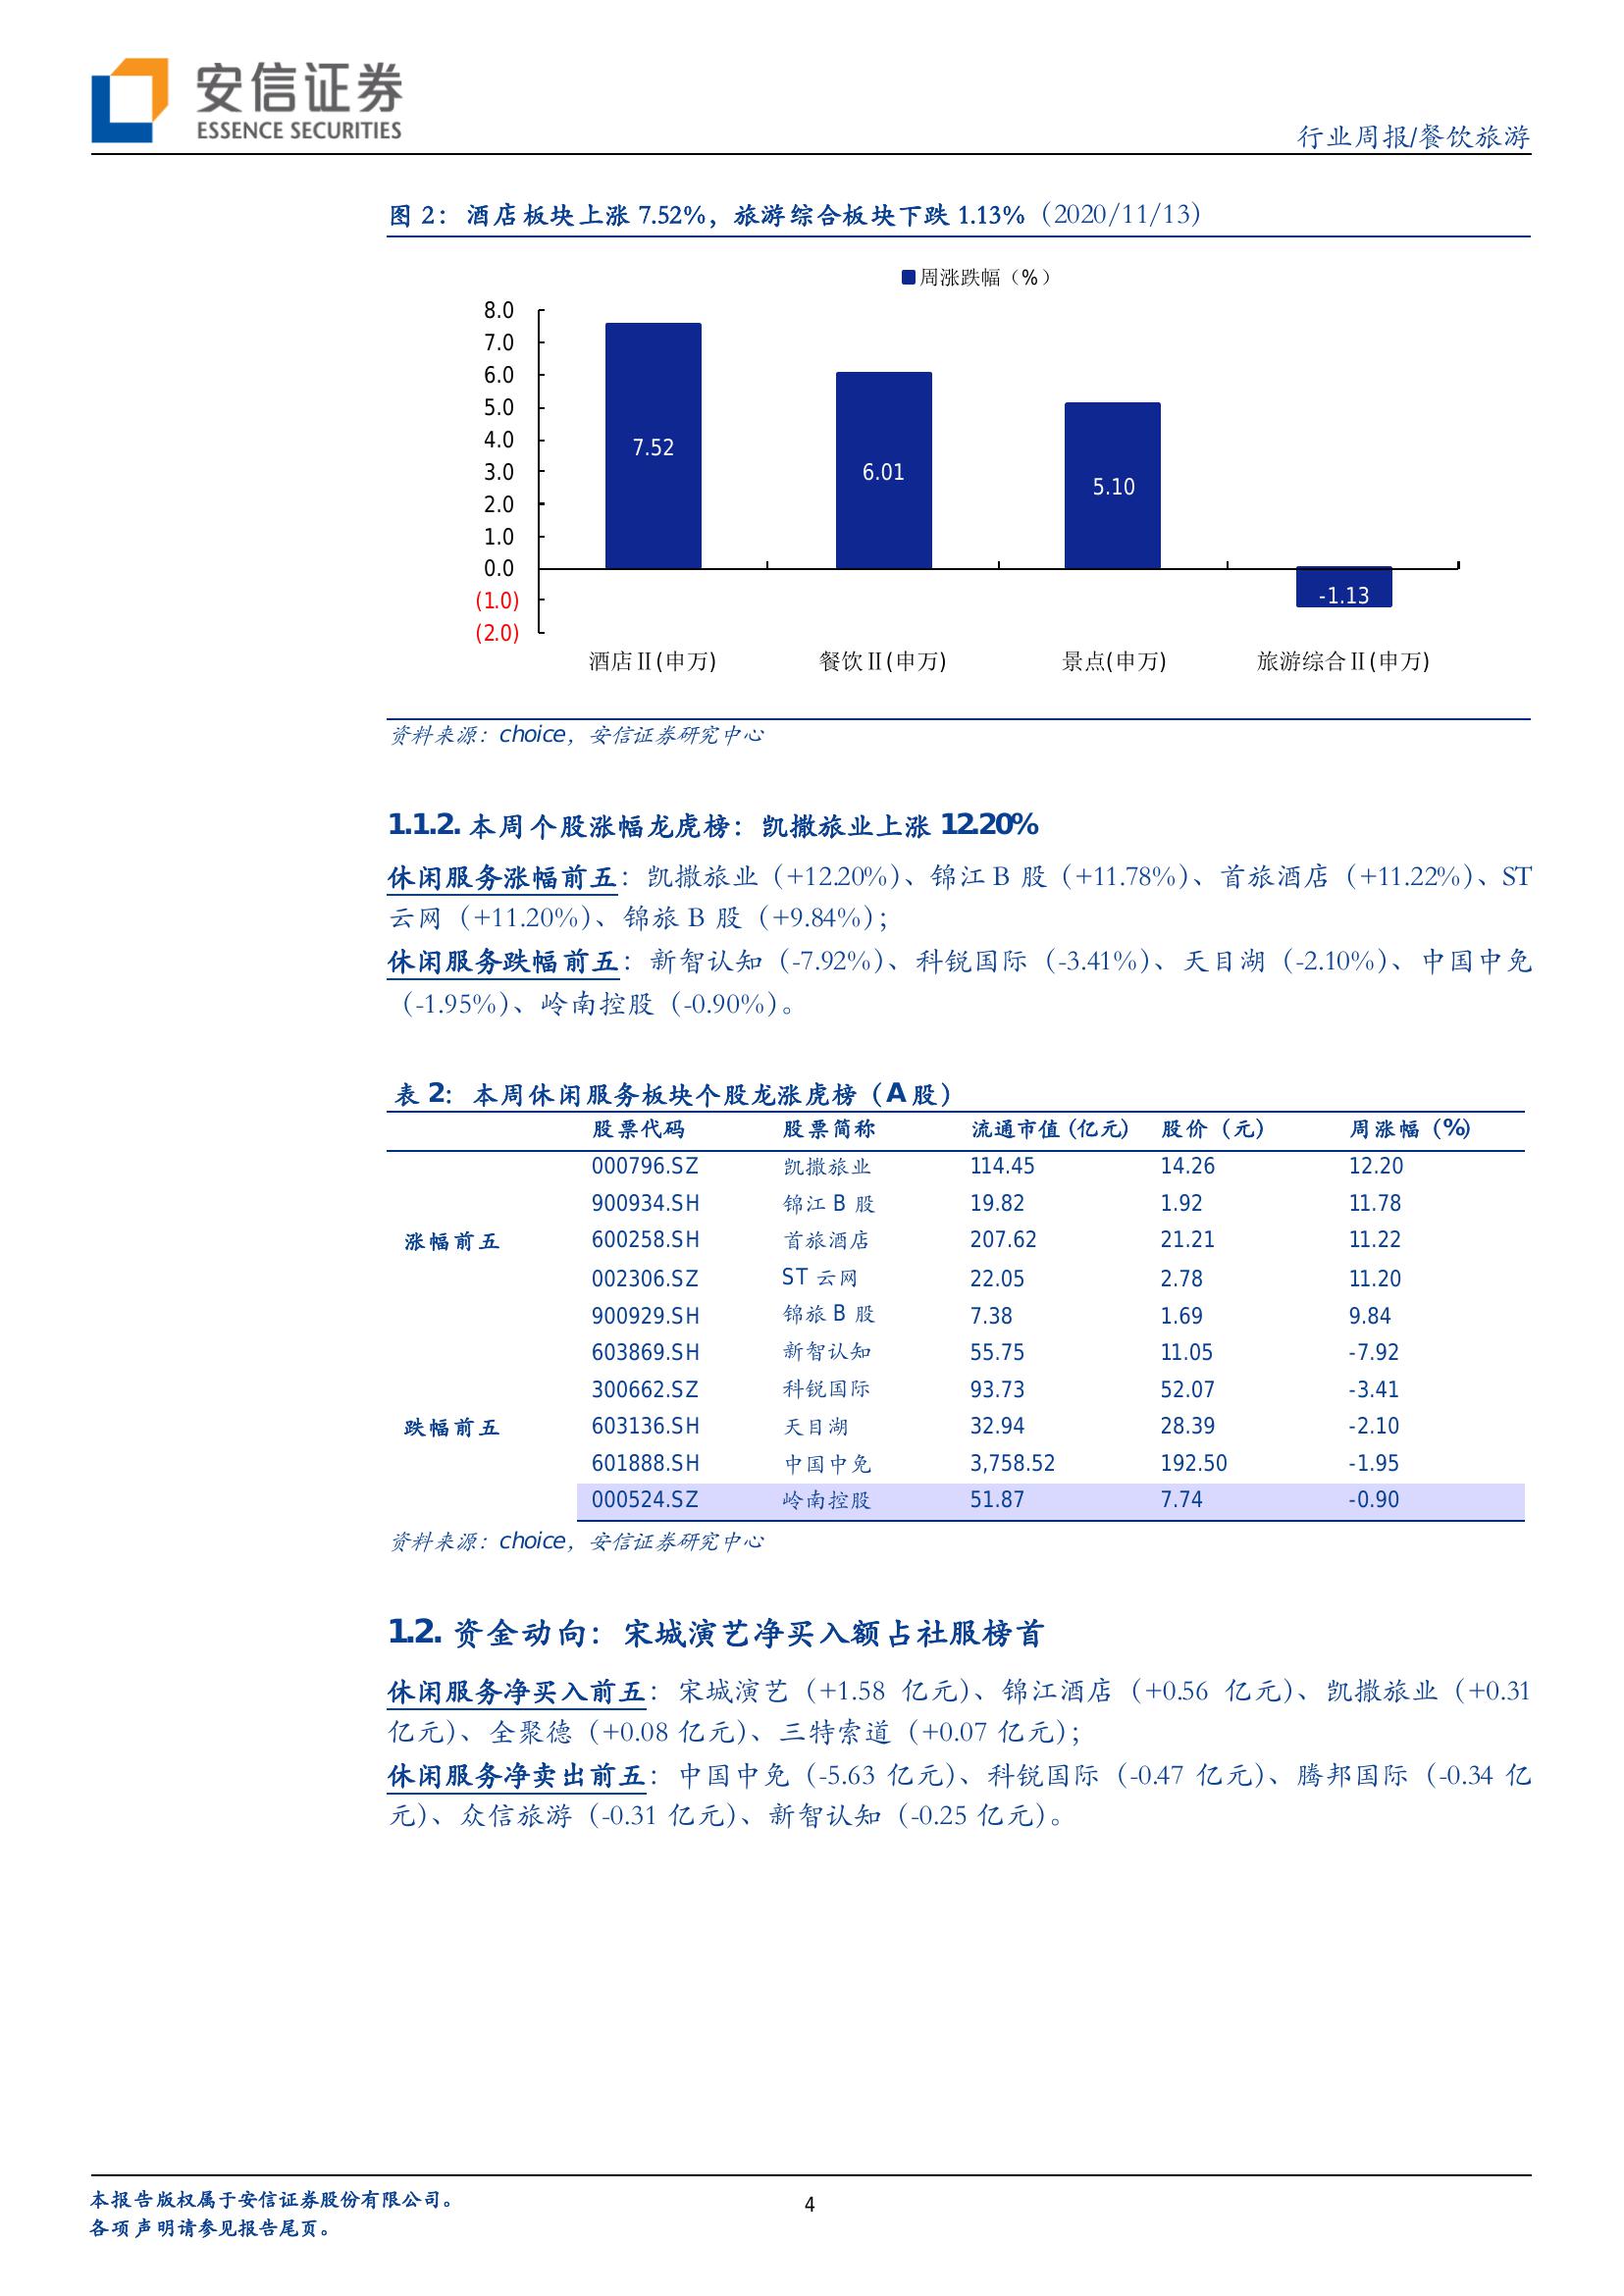 安信证券
ESSENCE SECURITIES
行业周报/餐饮旅游
图 2：酒店板块上涨 7.52%，旅游综合板块下跌 1.13%（2020/11/13）
周涨跌幅（%）
8.0
7.0
6.0
5.0
4.0
3.0
2.0
1.0
0.0
(1.0)
(2.0)
7.52
6.01
5.10
-1.13
酒店Ⅱ(申万) 餐饮Ⅱ(申万) 景点(申万) 旅游综合Ⅱ(申万)
资料来源：choice，安信证券研究中心
1.1.2. 本周个股涨幅龙虎榜：凯撒旅业上涨 12.20%
休闲服务涨幅前五：凯撒旅业（+12.20%）、锦江 B 股（+11.78%）、首旅酒店（+11.22%）、ST
云网（+11.20%）、锦旅 B 股（+9.84%）；
休闲服务跌幅前五：新智认知（-7.92%）、科锐国际（-3.41%）、天目湖（-2.10%）、中国中免
（-1.95%）、岭南控股（-0.90%）。
表 2：本周休闲服务板块个股龙涨虎榜（A 股）
股票代码 股票简称 流通市值(亿元) 股价（元） 周涨幅（%）
000796.SZ 凯撒旅业 114.45 14.26 12.20
900934.SH 锦江 B 股 19.82 1.92 11.78
涨幅前五 600258.SH 首旅酒店 207.62 21.21 11.22
002306.SZ ST 云网 22.05 2.78 11.20
900929.SH 锦旅 B 股 7.38 1.69 9.84
603869.SH 新智认知 55.75 11.05 -7.92
300662.SZ 科锐国际 93.73 52.07 -3.41
跌幅前五 603136.SH 天目湖 32.94 28.39 -2.10
601888.SH 中国中免 3,758.52 192.50 -1.95
000524.SZ 岭南控股 51.87 7.74 -0.90
资料来源：choice，安信证券研究中心
1.2. 资金动向：宋城演艺净买入额占社服榜首
休闲服务净买入前五：宋城演艺（+1.58 亿元）、锦江酒店（+0.56 亿元）、凯撒旅业（+0.31
亿元）、全聚德（+0.08 亿元）、三特索道（+0.07 亿元）；
休闲服务净卖出前五：中国中免（-5.63 亿元）、科锐国际（-0.47 亿元）、腾邦国际（-0.34 亿
元）、众信旅游（-0.31 亿元）、新智认知（-0.25 亿元）。
本报告版权属于安信证券股份有限公司。
4
各项声明请参见报告尾页。